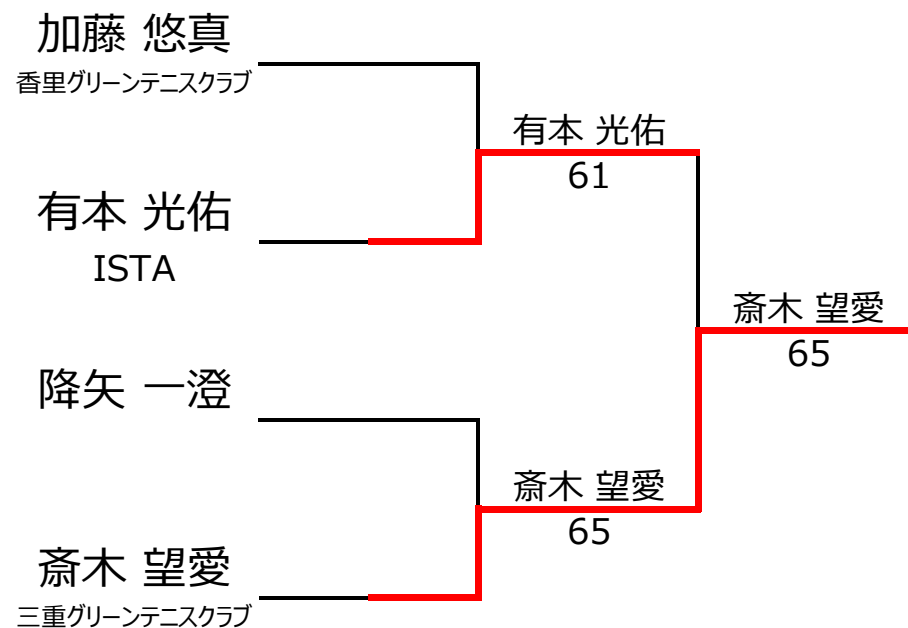 加藤 悠真
香里グリーンテニスクラブ
有本 光佑
61
有本 光佑
ISTA
斎木 望愛
65
降矢 一澄
斎木 望愛
65
斎木 望愛
三重グリーンテニスクラブ